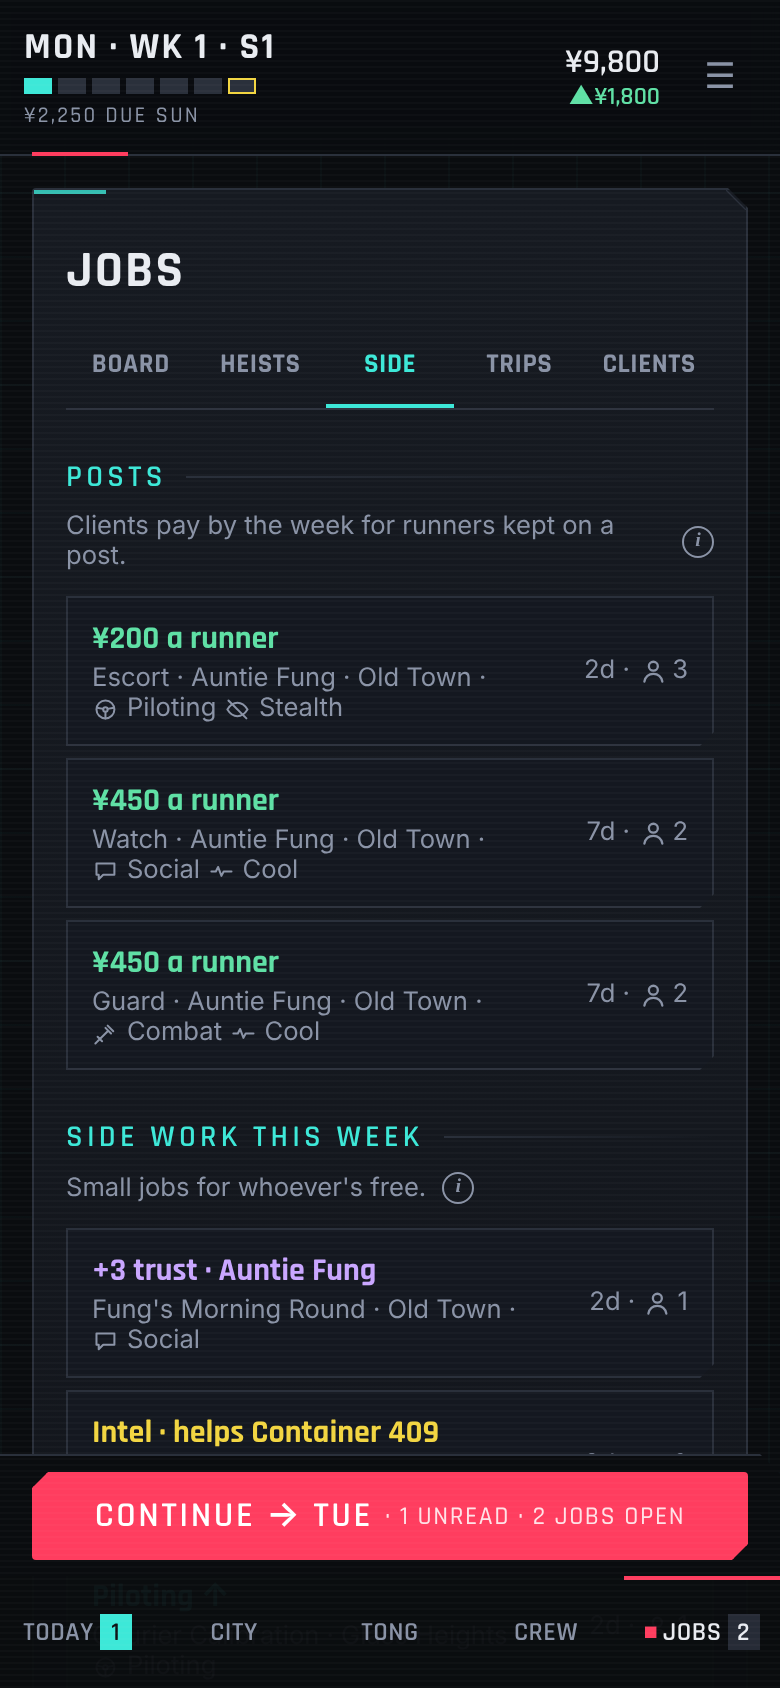 MON · WK 1 · S1
¥2,250 DUE SUN
¥9,800
▲¥1,800
JOBS
BOARD HEISTS SIDE TRIPS CLIENTS
POSTS
Clients pay by the week for runners kept on a
post.
i
¥200 a runner
Escort · Auntie Fung · Old Town ·
Piloting Stealth
2d · 3
¥450 a runner
Watch · Auntie Fung · Old Town ·
Social Cool
7d · 2
¥450 a runner
Guard · Auntie Fung · Old Town ·
Combat Cool
7d · 2
SIDE WORK THIS WEEK
Small jobs for whoever's free. i
+3 trust · Auntie Fung
Fung's Morning Round · Old Town ·
Social
2d · 1
Intel · helps Container 409
CONTINUE → TUE · 1 UNREAD · 2 JOBS OPEN
Piloting ↑
TODAY 1 CITY TONG CREW JOBS 2
Piloting